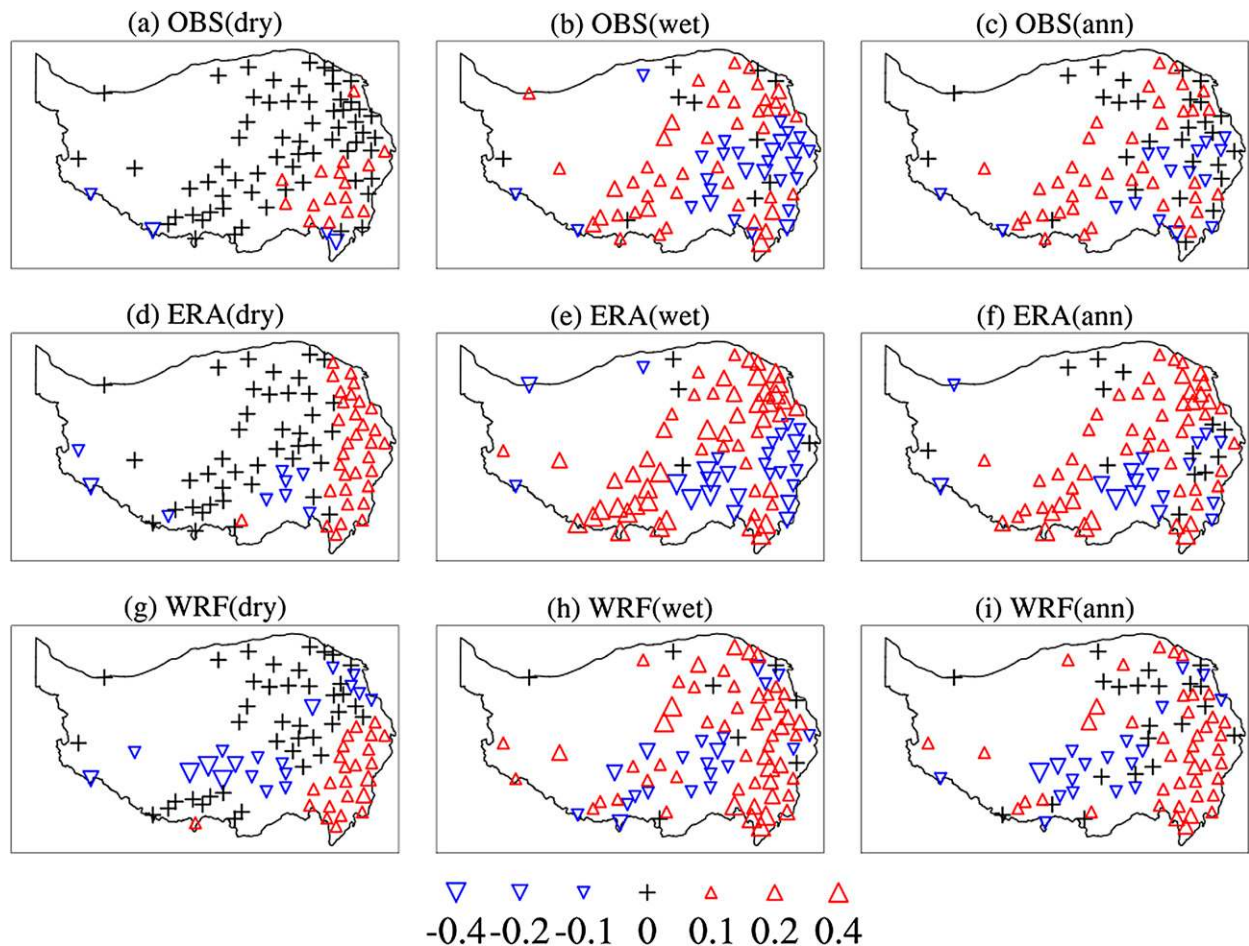 (a) OBS(dry) (b) OBS(wet) (c) OBS(ann)
(d) ERA(dry) (e) ERA(wet) (f) ERA(ann)
(g) WRF(dry) (h) WRF(wet) (i) WRF(ann)
-0.4 -0.2 -0.1 0 0.1 0.2 0.4